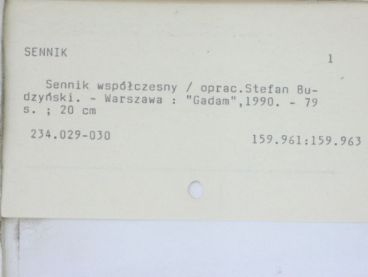 SENNIK
1
Sennik współczesny / oprac.Stefan Bu-
dzyński. - Warszawa : "Gadam",1990. - 79
s. ; 20 cm
234.029-030 159.961:159.963